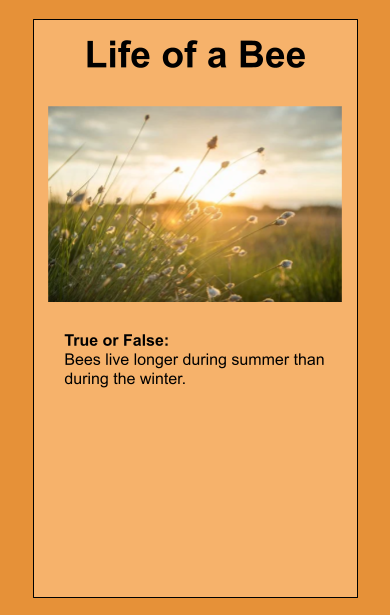 Life of a Bee
True or False:
Bees live longer during summer than
during the winter.